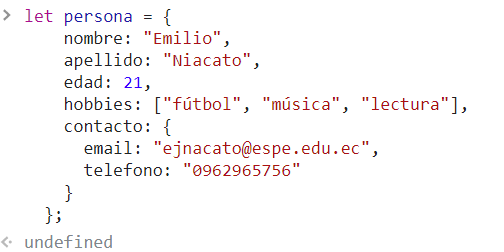 let persona = {
nombre: "Emilio",
apellido: "Niacato",
edad: 21,
hobbies: ["fútbol", "música", "lectura"],
contacto: {
email: "ejnacato@espe.edu.ec",
telefono: "0962965756"
}
};
undefined